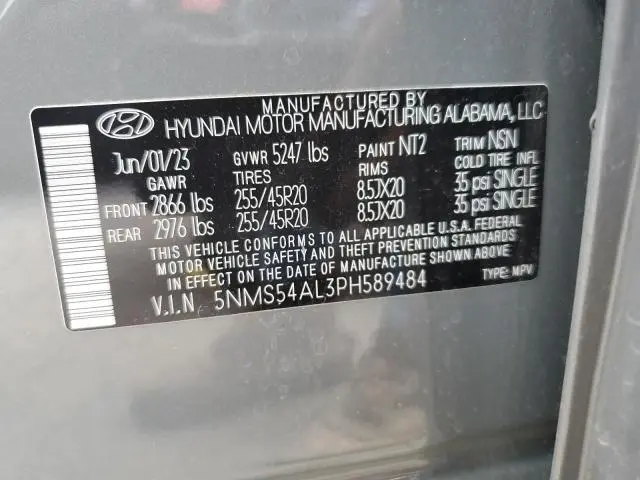 MANUFACTURED BY
HYUNDAI MOTOR MANUFACTURING ALABAMA, LLC
Jun/01/23 GVWR 5247 lbs PAINT NT2 TRIM NSN
GAWR TIRES RIMS COLD TIRE INFL
FRONT 2866 lbs 255/45R20 8.5JX20 35 psi SINGLE
REAR 2976 lbs 255/45R20 8.5JX20 35 psi SINGLE
THIS VEHICLE CONFORMS TO ALL APPLICABLE U.S.A. FEDERAL
MOTOR VEHICLE SAFETY AND THEFT PREVENTION STANDARDS
IN EFFECT ON THE DATE OF MANUFACTURE SHOWN ABOVE
V.I.N 5NMS54AL3PH589484 TYPE: MPV